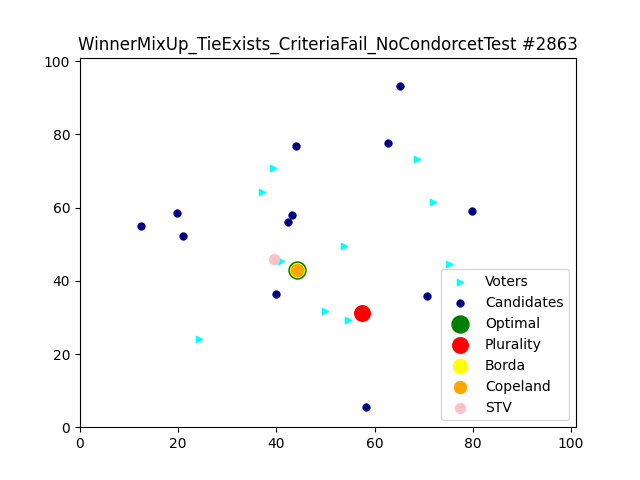 WinnerMixUp_TieExists_CriteriaFail_NoCondorcetTest #2863
100
80
60
40
20
0
Voters
Candidates
Optimal
Plurality
Borda
Copeland
STV
0 20 40 60 80 100